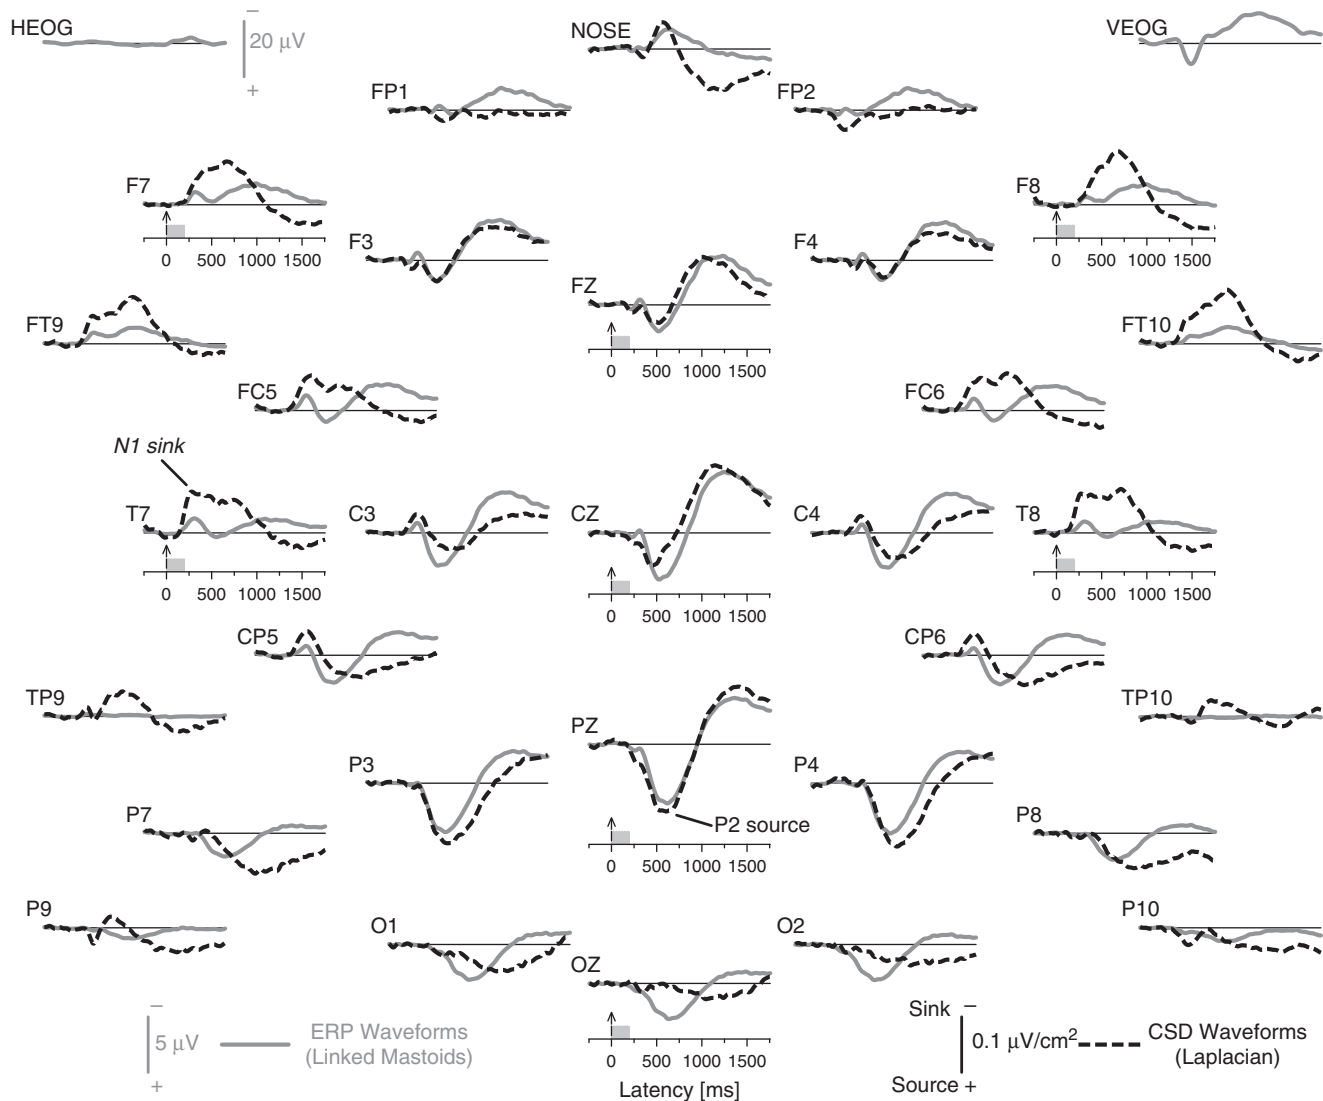 HEOG
−
20 µV
+
NOSE
VEOG
FP1
FP2
F7
0 500 1000 1500
F3
FZ
0 500 1000 1500
F4
F8
0 500 1000 1500
FT9
FT10
FC5
FC6
N1 sink
T7
0 500 1000 1500
C3
CZ
0 500 1000 1500
C4
T8
0 500 1000 1500
CP5
CP6
TP9
TP10
P3
PZ
P4
P2 source
0 500 1000 1500
P7
P8
P9
P10
O1
O2
OZ
0 500 1000 1500
Latency [ms]
−
5 µV
+
ERP Waveforms
(Linked Mastoids)
Sink −
0.1 µV/cm²
Source +
CSD Waveforms
(Laplacian)